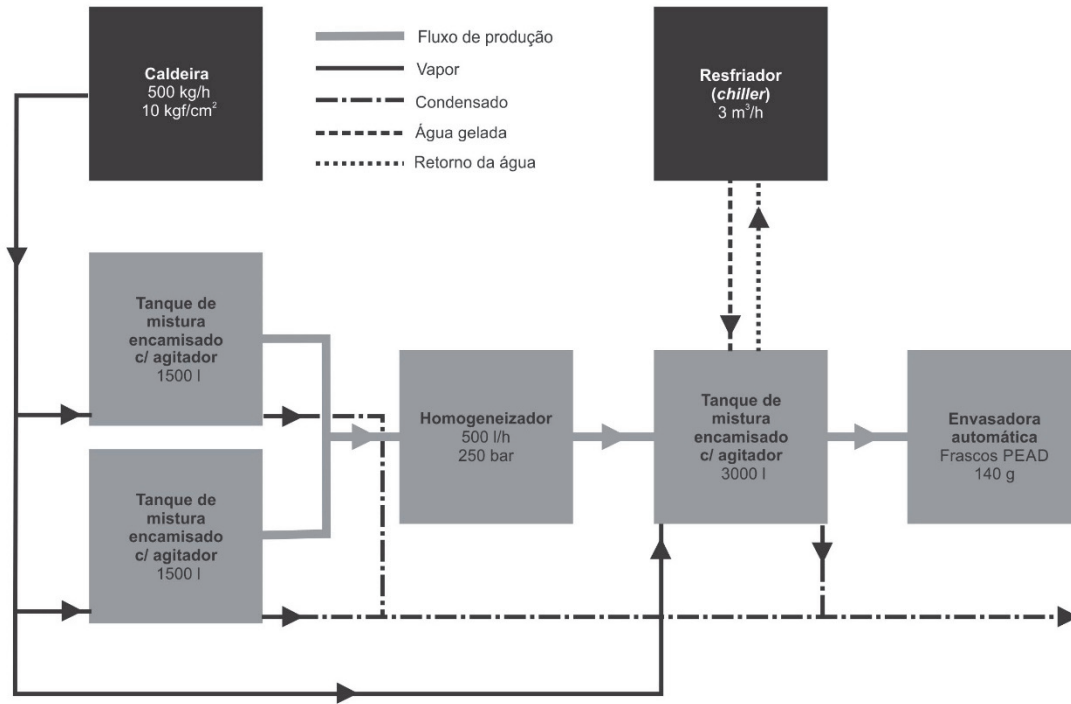 Caldeira
500 kg/h
10 kgf/cm²
Fluxo de produção
Vapor
Condensado
Água gelada
Retorno da água
Resfriador
(chiller)
3 m³/h
Tanque de
mistura
encamisado
c/ agitador
1500 l
Tanque de
mistura
encamisado
c/ agitador
1500 l
Homogeneizador
500 l/h
250 bar
Tanque de
mistura
encamisado
c/ agitador
3000 l
Envasadora
automática
Frascos PEAD
140 g